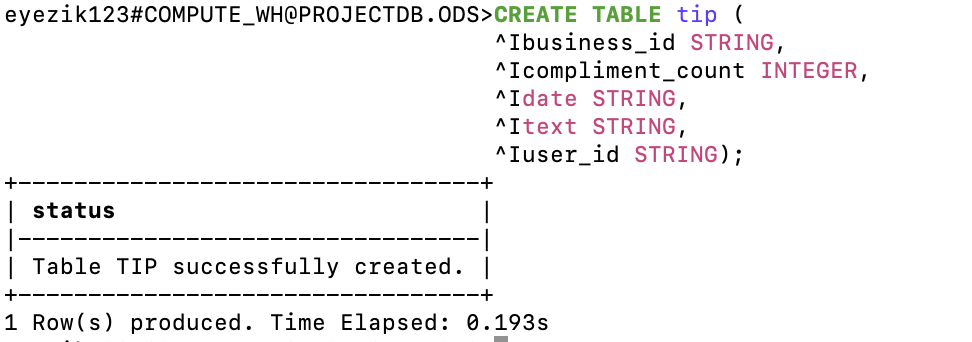 eyezik123#COMPUTE_WH@PROJECTDB.ODS>CREATE TABLE tip (
^Ibusiness_id STRING,
^Icompliment_count INTEGER,
^Idate STRING,
^Itext STRING,
^Iuser_id STRING);
+---------------------------------+
| status                          |
|---------------------------------|
| Table TIP successfully created. |
+---------------------------------+
1 Row(s) produced. Time Elapsed: 0.193s